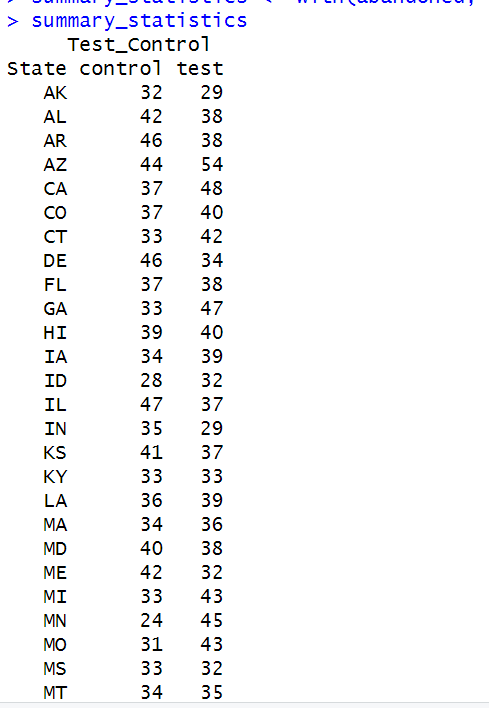 > summary_statistics <- with(abandoned,
> summary_statistics
Test_Control
State control test
AK 32 29
AL 42 38
AR 46 38
AZ 44 54
CA 37 48
CO 37 40
CT 33 42
DE 46 34
FL 37 38
GA 33 47
HI 39 40
IA 34 39
ID 28 32
IL 47 37
IN 35 29
KS 41 37
KY 33 33
LA 36 39
MA 34 36
MD 40 38
ME 42 32
MI 33 43
MN 24 45
MO 31 43
MS 33 32
MT 34 35